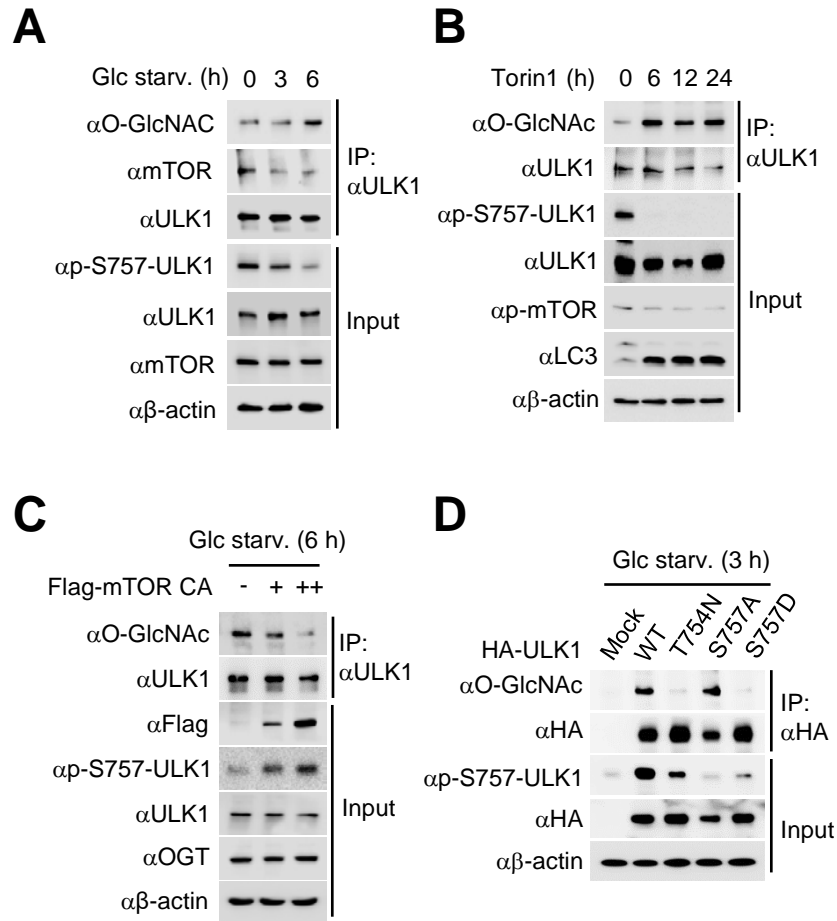 A
Glc starv. (h) 0 3 6
αO-GlcNAC
αmTOR
αULK1
IP:
αULK1
αp-S757-ULK1
αULK1
αmTOR
αβ-actin
Input
B
Torin1 (h) 0 6 12 24
αO-GlcNAc
αULK1
IP:
αULK1
αp-S757-ULK1
αULK1
αp-mTOR
αLC3
αβ-actin
Input
C
Glc starv. (6 h)
Flag-mTOR CA - + ++
αO-GlcNAc
αULK1
IP:
αULK1
αFlag
αp-S757-ULK1
αULK1
αOGT
αβ-actin
Input
D
Glc starv. (3 h)
HA-ULK1 Mock WT T754N S757A S757D
αO-GlcNAc
αHA
IP:
αHA
αp-S757-ULK1
αHA
αβ-actin
Input